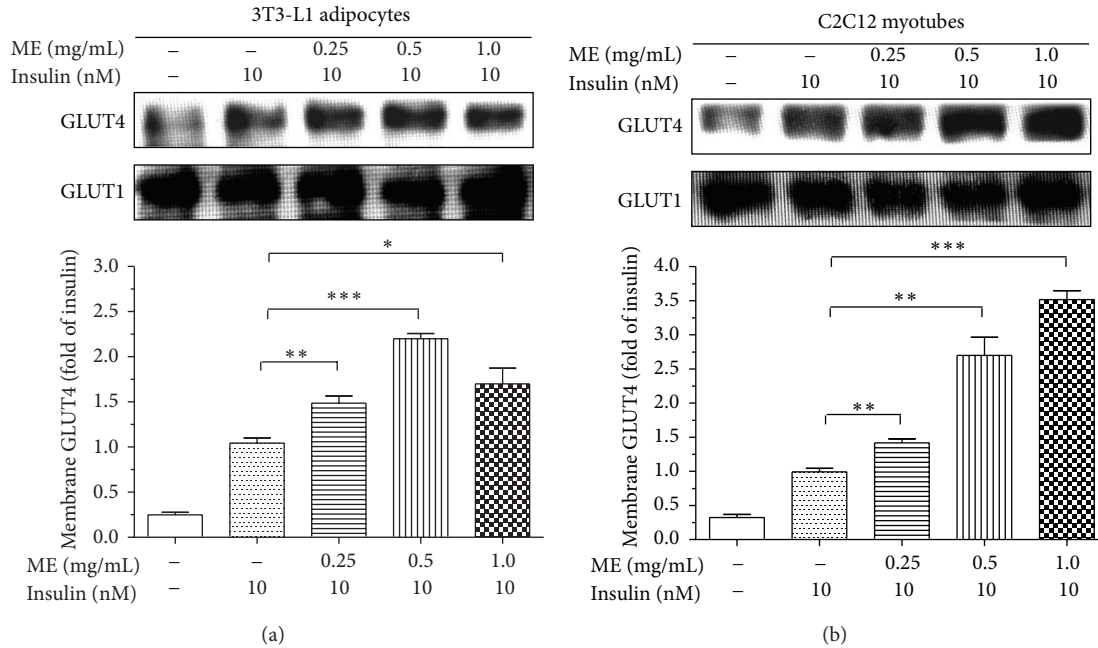 3T3-L1 adipocytes
ME (mg/mL) – – 0.25 0.5 1.0
Insulin (nM) – 10 10 10 10
GLUT4
GLUT1
Membrane GLUT4 (fold of insulin)
3.0
2.5
2.0
1.5
1.0
0.5
0.0
*
***
**
ME (mg/mL) – – 0.25 0.5 1.0
Insulin (nM) – 10 10 10 10
(a)
C2C12 myotubes
ME (mg/mL) – – 0.25 0.5 1.0
Insulin (nM) – 10 10 10 10
GLUT4
GLUT1
Membrane GLUT4 (fold of insulin)
4.0
3.5
3.0
2.5
2.0
1.5
1.0
0.5
0.0
***
**
**
ME (mg/mL) – – 0.25 0.5 1.0
Insulin (nM) – 10 10 10 10
(b)